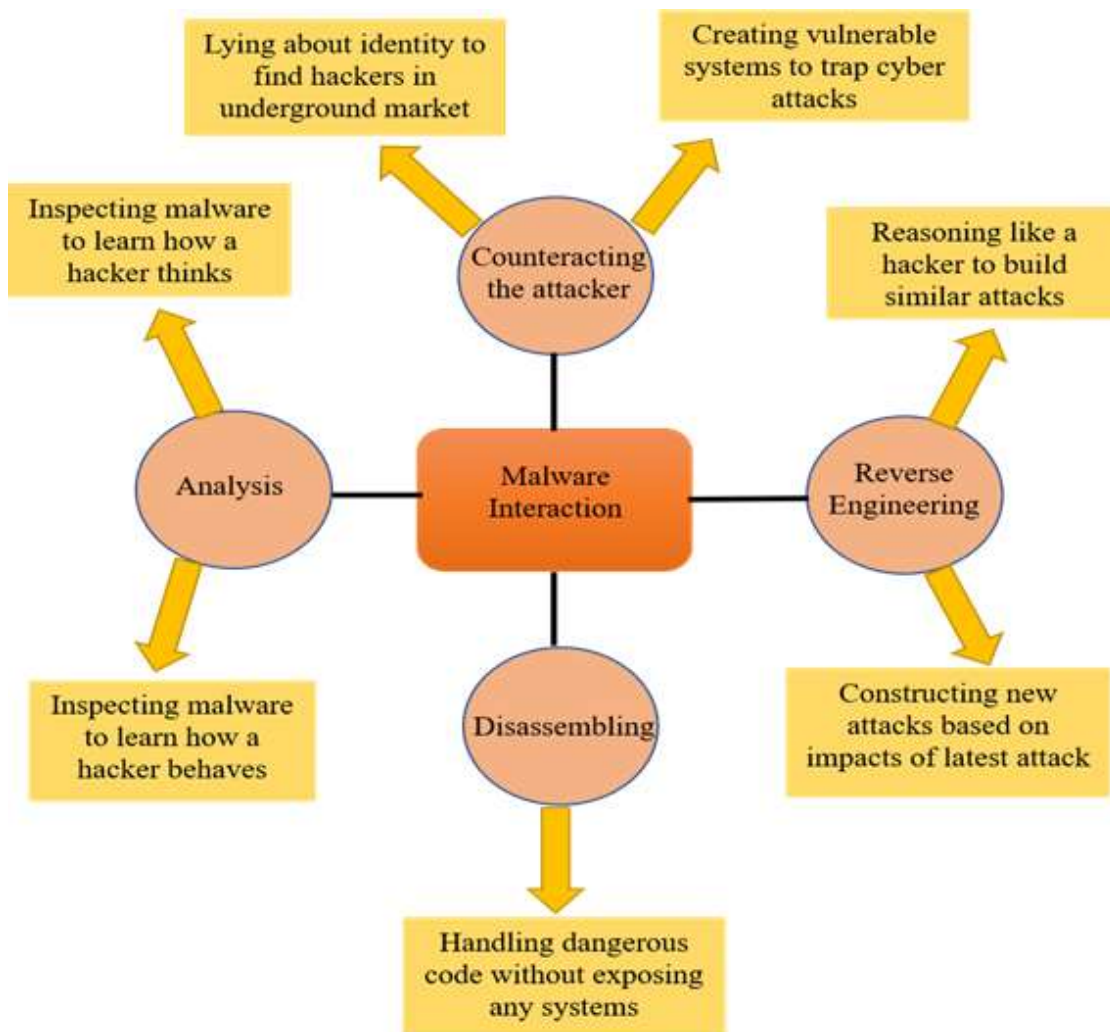 Lying about identity to
find hackers in
underground market
Creating vulnerable
systems to trap cyber
attacks
Inspecting malware
to learn how a
hacker thinks
Counteracting
the attacker
Reasoning like a
hacker to build
similar attacks
Analysis
Malware
Interaction
Reverse
Engineering
Inspecting malware
to learn how a
hacker behaves
Disassembling
Constructing new
attacks based on
impacts of latest attack
Handling dangerous
code without exposing
any systems